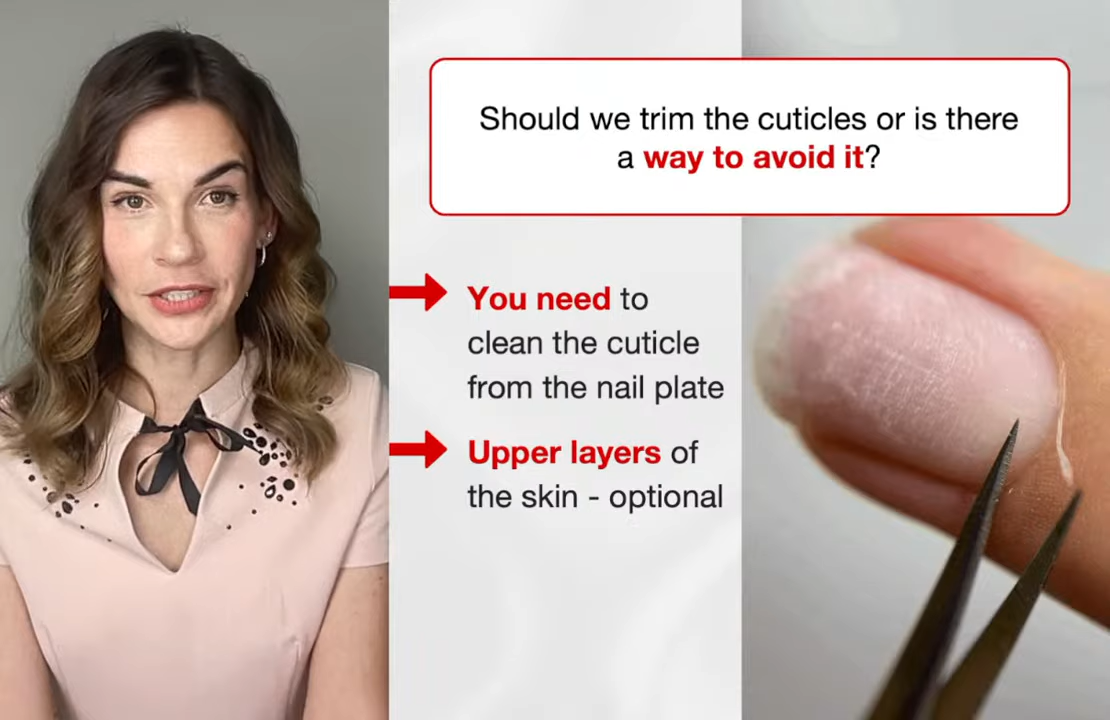 Should we trim the cuticles or is there
a way to avoid it?
You need to
clean the cuticle
from the nail plate
Upper layers of
the skin - optional